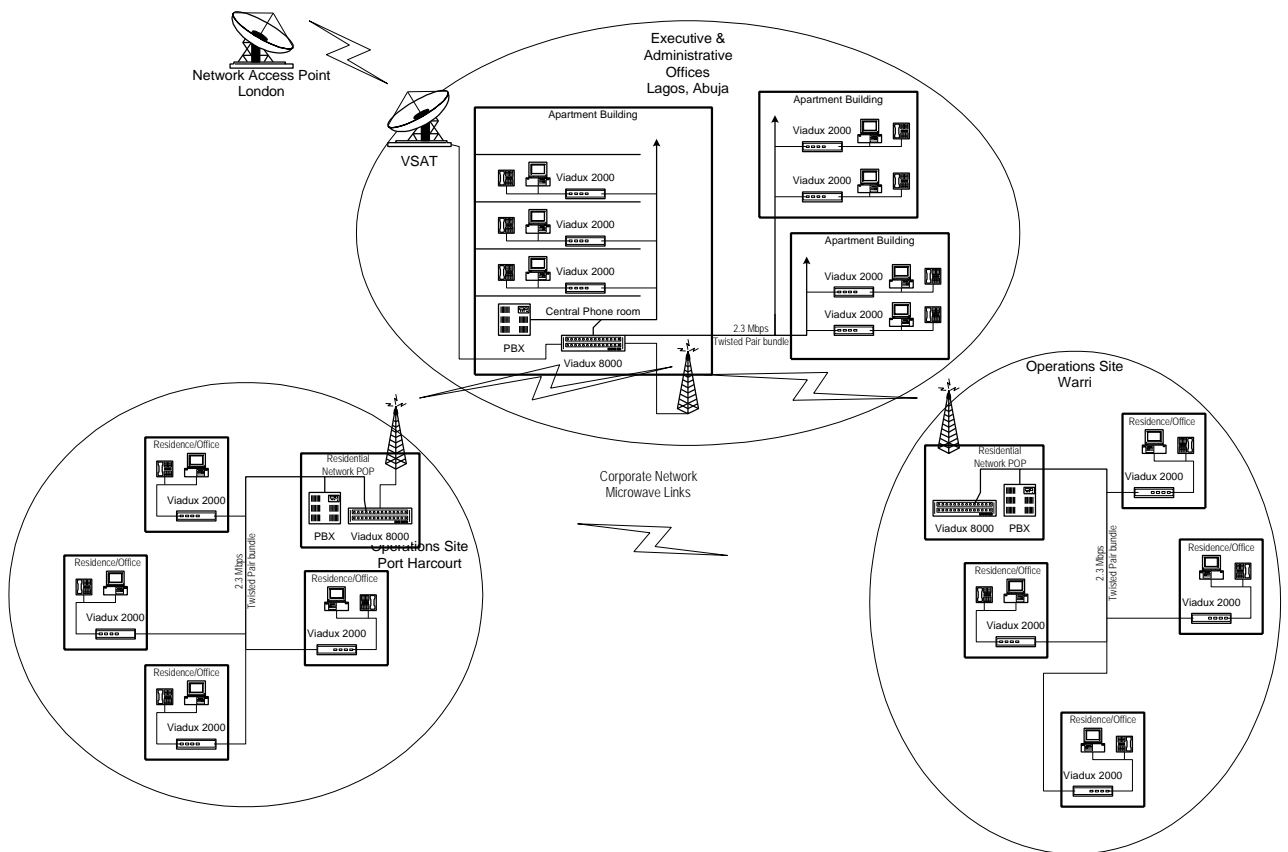 Network Access Point
London
VSAT
Executive &
Administrative
Offices
Lagos, Abuja
Apartment Building
Viadux 2000
Viadux 2000
Viadux 2000
Central Phone room
PBX
Viadux 8000
2.3 Mbps
Twisted Pair bundle
Apartment Building
Viadux 2000
Viadux 2000
Apartment Building
Viadux 2000
Viadux 2000
Corporate Network
Microwave Links
Residence/Office
Viadux 2000
Residential
Network POP
PBX
Viadux 8000
Operations Site
Port Harcourt
2.3 Mbps
Twisted Pair bundle
Residence/Office
Viadux 2000
Residence/Office
Viadux 2000
Residence/Office
Viadux 2000
Operations Site
Warri
Residential
Network POP
Viadux 8000
PBX
Residence/Office
Viadux 2000
2.3 Mbps
Twisted Pair bundle
Residence/Office
Viadux 2000
Residence/Office
Viadux 2000
Residence/Office
Viadux 2000